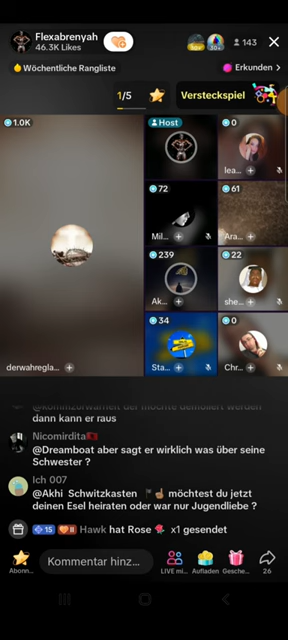 Flexabrenyah
46.3K Likes
30+
143
Wöchentliche Rangliste
Erkunden >
1/5
Versteckspiel
1.0K
Host
0
lea...
72
61
Mil...
Ara...
239
22
Ak...
she...
34
0
derwahregla...
Sta...
Chr...
dann kann er raus
Nicomirdita
@Dreamboat aber sagt er wirklich was über seine
Schwester ?
Ich 007
@Akhi Schwitzkasten möchtest du jetzt
deinen Esel heiraten oder war nur Jugendliebe ?
15 II Hawk hat Rose x1 gesendet
Abonn...
Kommentar hinz...
LIVE mi...
Aufladen
Gesche...
26